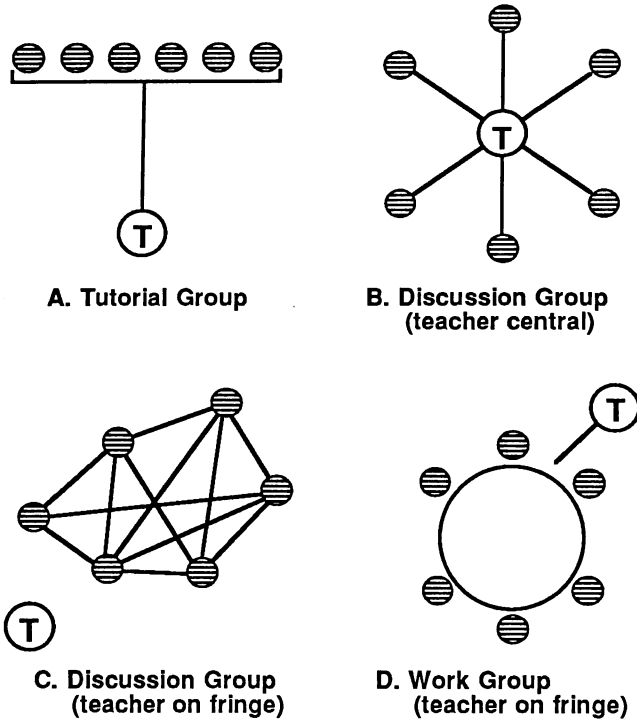 T
A. Tutorial Group
T
B. Discussion Group
(teacher central)
T
C. Discussion Group
(teacher on fringe)
T
D. Work Group
(teacher on fringe)